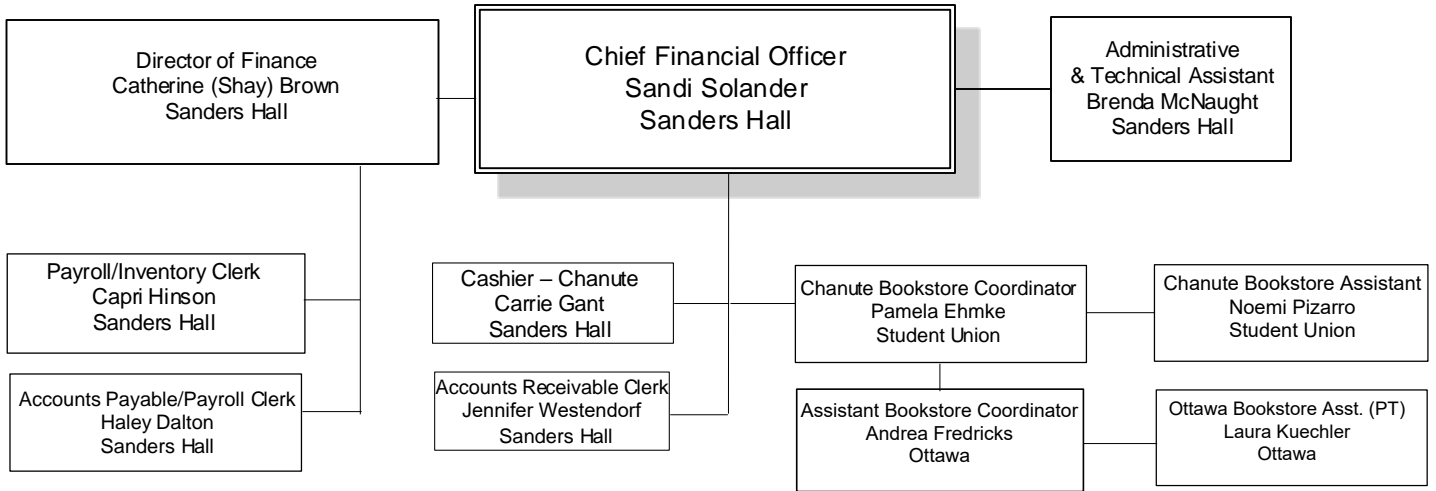 Director of Finance
Catherine (Shay) Brown
Sanders Hall
Chief Financial Officer
Sandi Solander
Sanders Hall
Administrative
& Technical Assistant
Brenda McNaught
Sanders Hall
Payroll/Inventory Clerk
Capri Hinson
Sanders Hall
Cashier – Chanute
Carrie Gant
Sanders Hall
Chanute Bookstore Coordinator
Pamela Ehmke
Student Union
Chanute Bookstore Assistant
Noemi Pizarro
Student Union
Accounts Payable/Payroll Clerk
Haley Dalton
Sanders Hall
Accounts Receivable Clerk
Jennifer Westendorf
Sanders Hall
Assistant Bookstore Coordinator
Andrea Fredricks
Ottawa
Ottawa Bookstore Asst. (PT)
Laura Kuechler
Ottawa